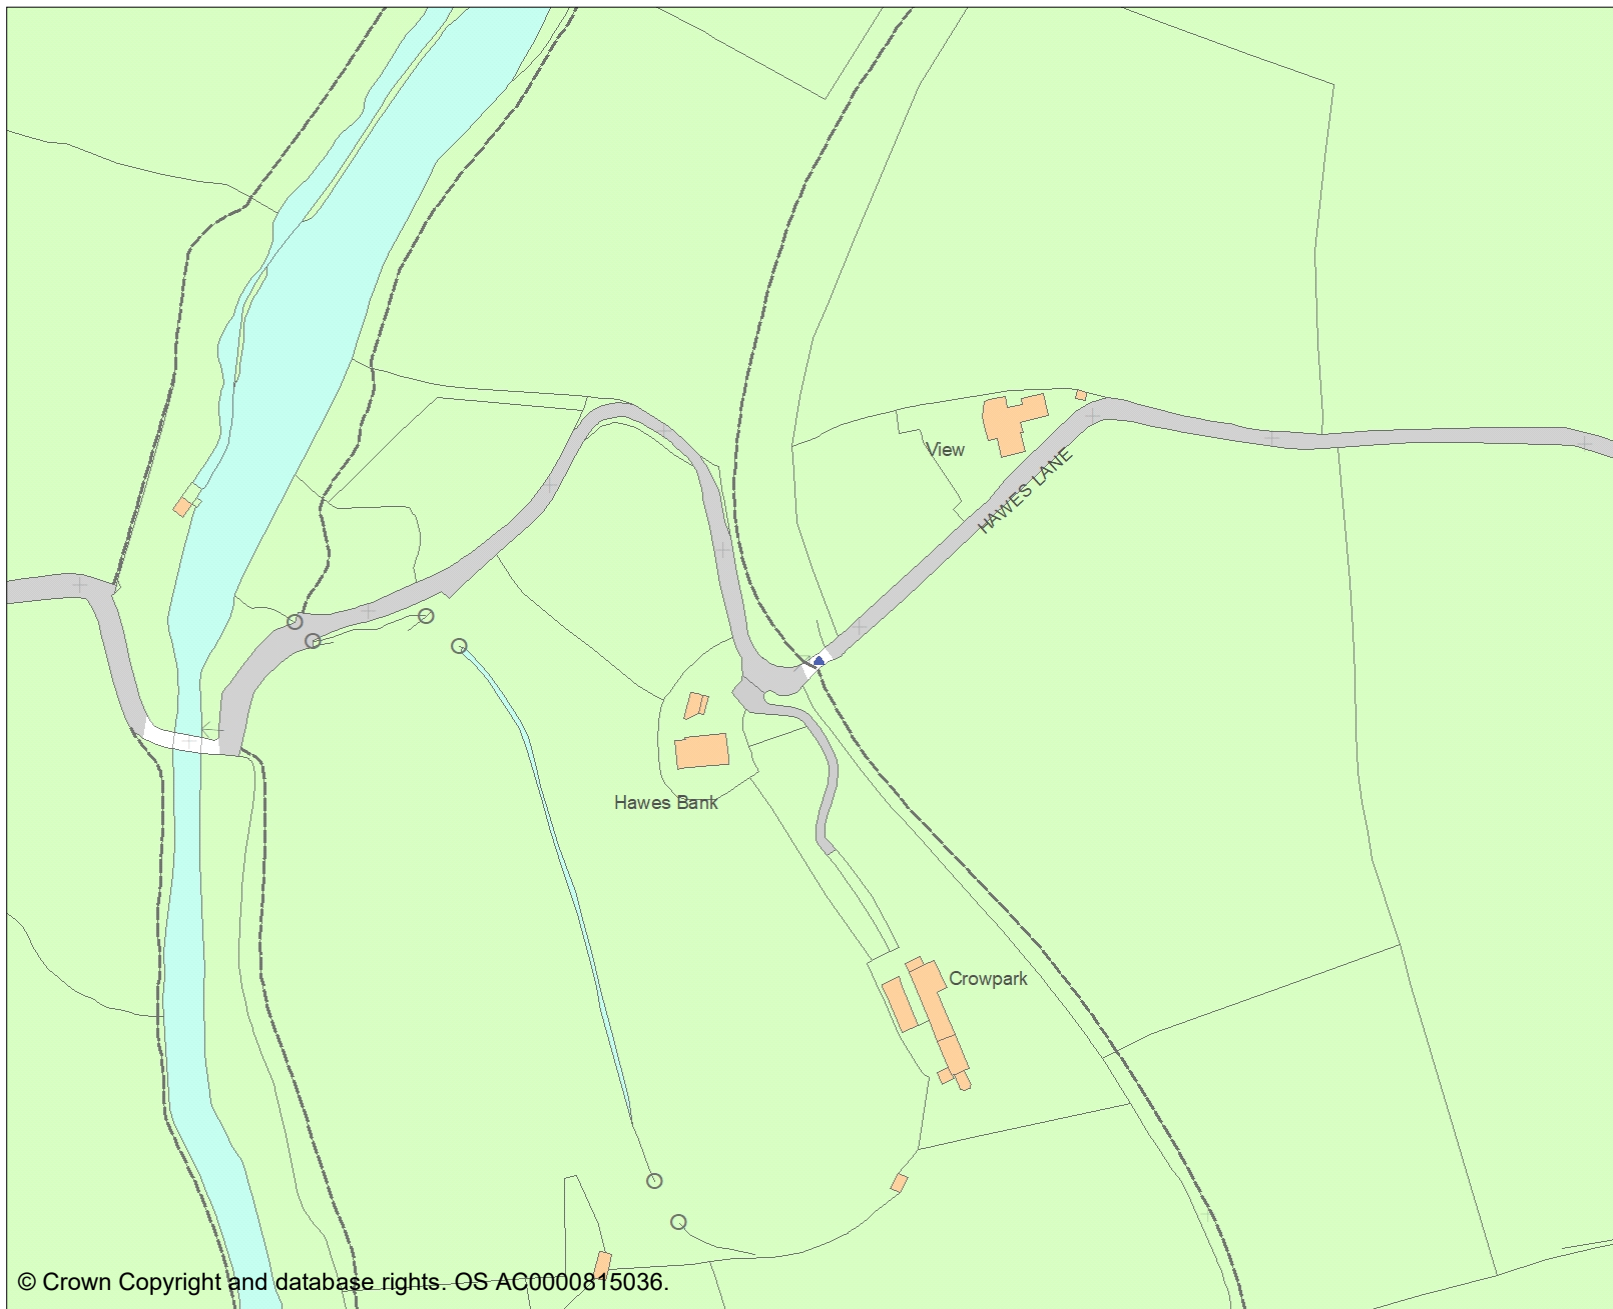 View
HAWES LANE
Hawes Bank
Crowpark
© Crown Copyright and database rights. OS AC0000815036.